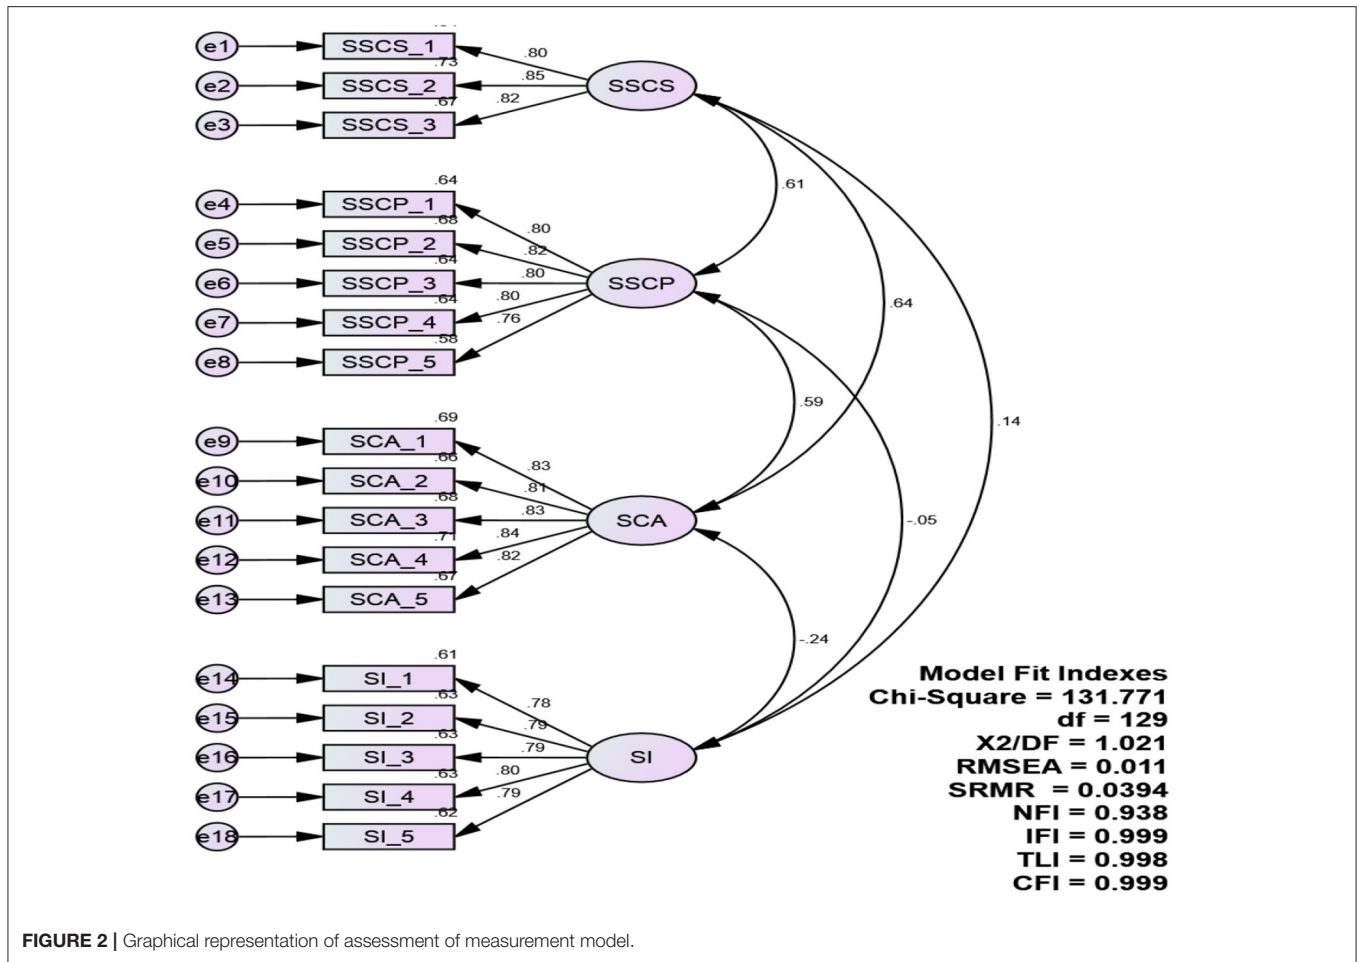 e1 SSCS_1 .80
.73
e2 SSCS_2 .85 SSCS
.67
e3 SSCS_3 .82
.61
.64
e4 SSCP_1 .80
.68
e5 SSCP_2 .82
.64
e6 SSCP_3 .80 SSCP
.64
e7 SSCP_4 .80
.58
e8 SSCP_5 .76
.64
.59
.14
.69
e9 SCA_1 .83
.66
e10 SCA_2 .81
.68
e11 SCA_3 .83 SCA
.71
e12 SCA_4 .84
.67
e13 SCA_5 .82
-.05
-.24
.61
e14 SI_1 .78
.63
e15 SI_2 .79
.63
e16 SI_3 .79 SI
.63
e17 SI_4 .80
.62
e18 SI_5 .79
Model Fit Indexes
Chi-Square = 131.771
df = 129
X2/DF = 1.021
RMSEA = 0.011
SRMR = 0.0394
NFI = 0.938
IFI = 0.999
TLI = 0.998
CFI = 0.999
FIGURE 2 | Graphical representation of assessment of measurement model.